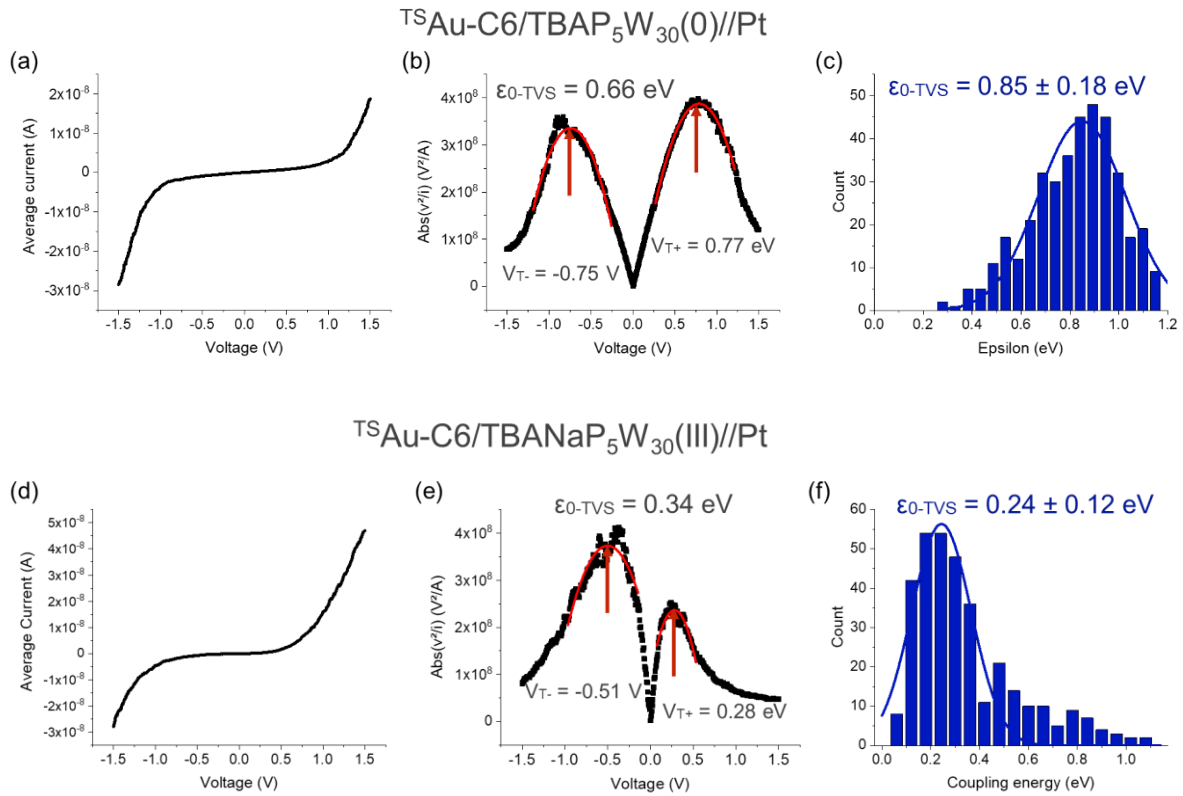 ᵀˢAu-C6/TBAP₅W₃₀(0)//Pt
(a)
Average current (A)
2x10⁻⁸
1x10⁻⁸
0
-1x10⁻⁸
-2x10⁻⁸
-3x10⁻⁸
-1.5 -1.0 -0.5 0.0 0.5 1.0 1.5
Voltage (V)
(b)
ε₀₋TVS = 0.66 eV
Abs(v²/i) (V²/A)
4x10⁸
3x10⁸
2x10⁸
1x10⁸
0
V_T- = -0.75 V
V_T+ = 0.77 eV
-1.5 -1.0 -0.5 0.0 0.5 1.0 1.5
Voltage (V)
(c)
ε₀₋TVS = 0.85 ± 0.18 eV
Count
50
40
30
20
10
0
0.0 0.2 0.4 0.6 0.8 1.0 1.2
Epsilon (eV)
ᵀˢAu-C6/TBANaP₅W₃₀(III)//Pt
(d)
Average Current (A)
5x10⁻⁸
4x10⁻⁸
3x10⁻⁸
2x10⁻⁸
1x10⁻⁸
0
-1x10⁻⁸
-2x10⁻⁸
-3x10⁻⁸
-1.5 -1.0 -0.5 0.0 0.5 1.0 1.5
Voltage (V)
(e)
ε₀₋TVS = 0.34 eV
Abs(v²/i) (V²/A)
4x10⁸
3x10⁸
2x10⁸
1x10⁸
0
V_T- = -0.51 V
V_T+ = 0.28 eV
-1.5 -1.0 -0.5 0.0 0.5 1.0 1.5
Voltage (V)
(f)
ε₀₋TVS = 0.24 ± 0.12 eV
Count
60
50
40
30
20
10
0
0.0 0.2 0.4 0.6 0.8 1.0
Coupling energy (eV)